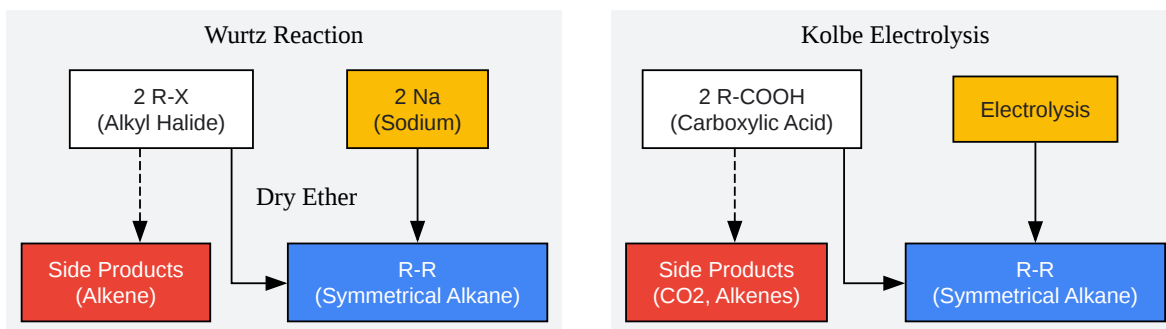 Wurtz Reaction
2 R-X
(Alkyl Halide)
2 Na
(Sodium)
Dry Ether
Side Products
(Alkene)
R-R
(Symmetrical Alkane)
Kolbe Electrolysis
2 R-COOH
(Carboxylic Acid)
Electrolysis
Side Products
(CO2, Alkenes)
R-R
(Symmetrical Alkane)